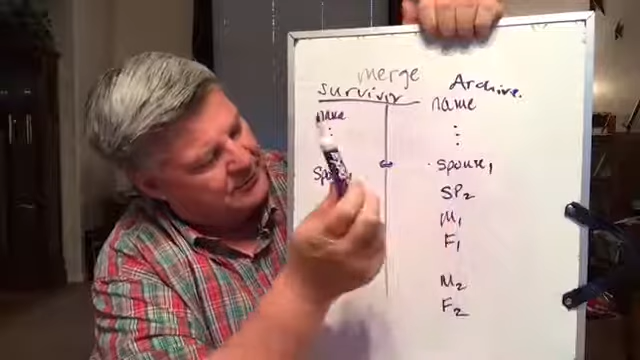 merge
survivor Archive.
name name
⋮ ⋮
spouse₁
SP₂
M₁
F₁
M₂
F₂